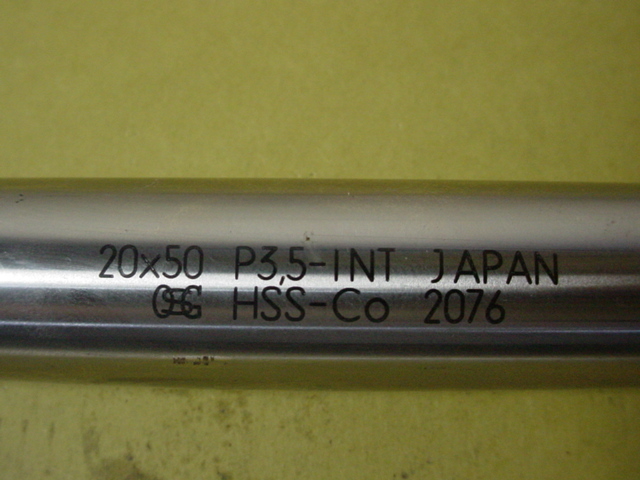 20x50 P3,5-INT JAPAN
OSG HSS-Co 2076